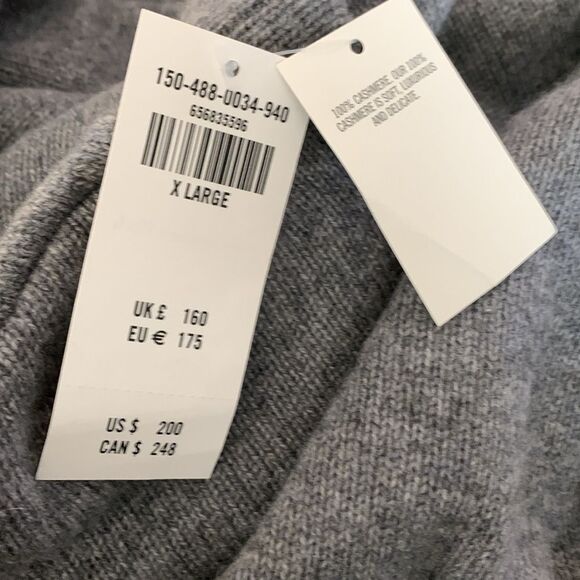 150-488-0034-940
656835596
X LARGE
UK £ 160
EU € 175
US $ 200
CAN $ 248
100% CASHMERE. OUR 100%
CASHMERE IS SOFT, LUXURIOUS
AND DELICATE.